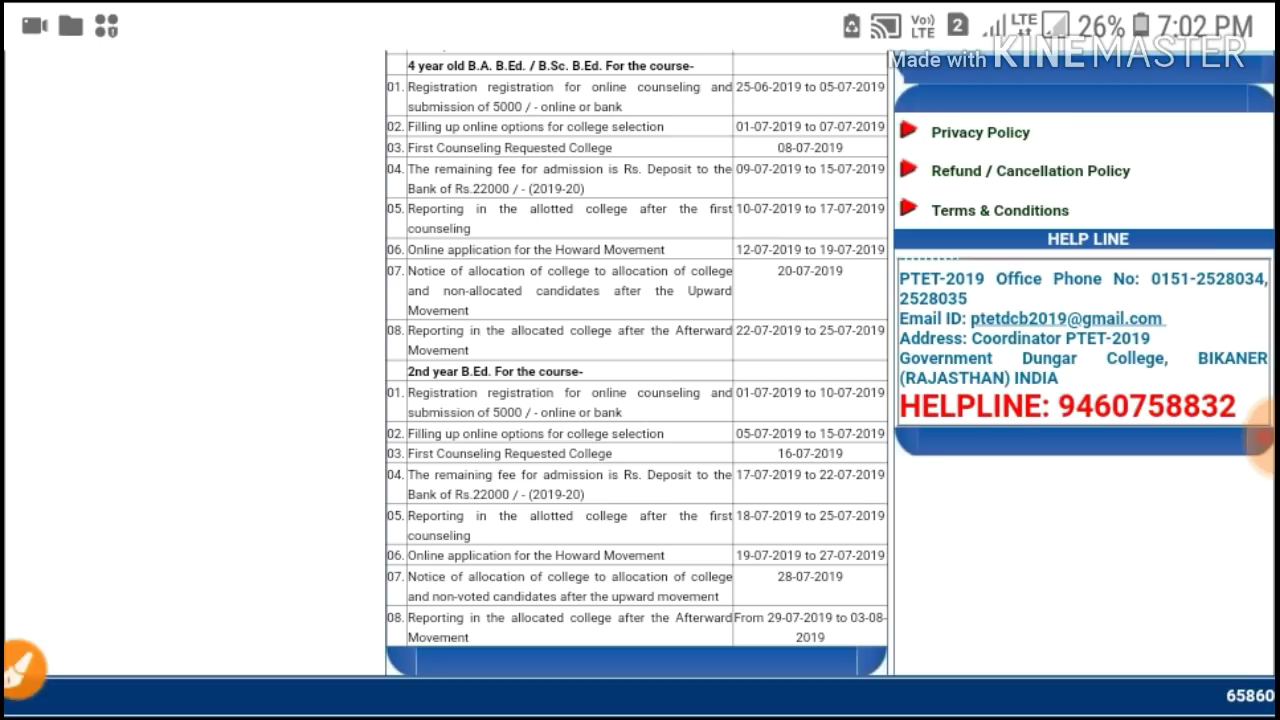 Vo) LTE 2 LTE 26% 7:02 PM
Made with KINEMASTER
4 year old B.A. B.Ed. / B.Sc. B.Ed. For the course-
01. Registration registration for online counseling and 25-06-2019 to 05-07-2019
submission of 5000 / - online or bank
02. Filling up online options for college selection 01-07-2019 to 07-07-2019
03. First Counseling Requested College 08-07-2019
04. The remaining fee for admission is Rs. Deposit to the 09-07-2019 to 15-07-2019
Bank of Rs.22000 / - (2019-20)
05. Reporting in the allotted college after the first 10-07-2019 to 17-07-2019
counseling
06. Online application for the Howard Movement 12-07-2019 to 19-07-2019
07. Notice of allocation of college to allocation of college 20-07-2019
and non-allocated candidates after the Upward
Movement
08. Reporting in the allocated college after the Afterward 22-07-2019 to 25-07-2019
Movement
2nd year B.Ed. For the course-
01. Registration registration for online counseling and 01-07-2019 to 10-07-2019
submission of 5000 / - online or bank
02. Filling up online options for college selection 05-07-2019 to 15-07-2019
03. First Counseling Requested College 16-07-2019
04. The remaining fee for admission is Rs. Deposit to the 17-07-2019 to 22-07-2019
Bank of Rs.22000 / - (2019-20)
05. Reporting in the allotted college after the first 18-07-2019 to 25-07-2019
counseling
06. Online application for the Howard Movement 19-07-2019 to 27-07-2019
07. Notice of allocation of college to allocation of college 28-07-2019
and non-voted candidates after the upward movement
08. Reporting in the allocated college after the Afterward From 29-07-2019 to 03-08-
Movement 2019
Privacy Policy
Refund / Cancellation Policy
Terms & Conditions
HELP LINE
PTET-2019 Office Phone No: 0151-2528034,
2528035
Email ID: ptetdcb2019@gmail.com
Address: Coordinator PTET-2019
Government Dungar College, BIKANER
(RAJASTHAN) INDIA
HELPLINE: 9460758832
65860